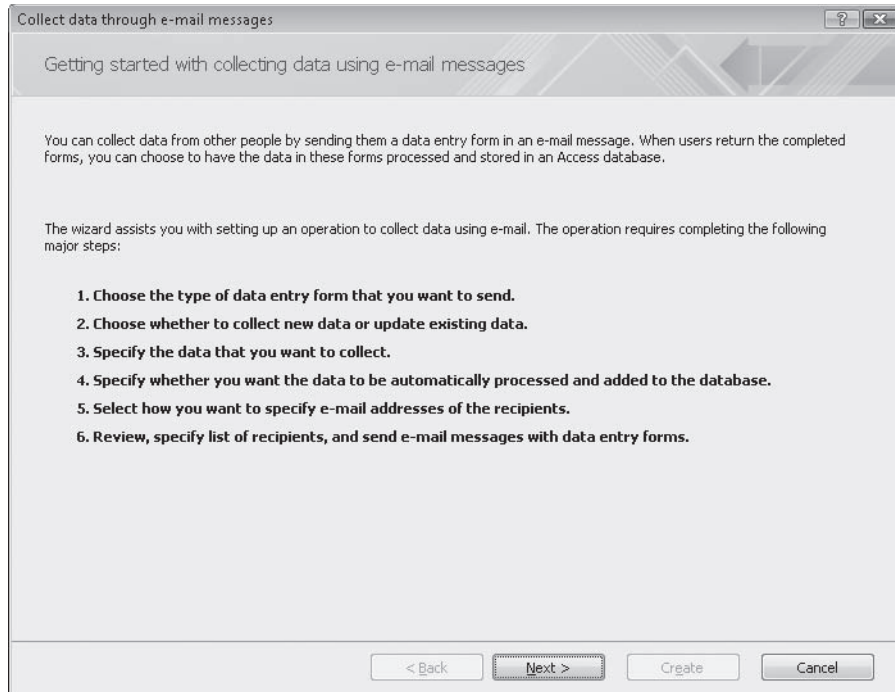 Collect data through e-mail messages
Getting started with collecting data using e-mail messages
You can collect data from other people by sending them a data entry form in an e-mail message. When users return the completed
forms, you can choose to have the data in these forms processed and stored in an Access database.
The wizard assists you with setting up an operation to collect data using e-mail. The operation requires completing the following
major steps:
1. Choose the type of data entry form that you want to send.
2. Choose whether to collect new data or update existing data.
3. Specify the data that you want to collect.
4. Specify whether you want the data to be automatically processed and added to the database.
5. Select how you want to specify e-mail addresses of the recipients.
6. Review, specify list of recipients, and send e-mail messages with data entry forms.
< Back Next > Create Cancel